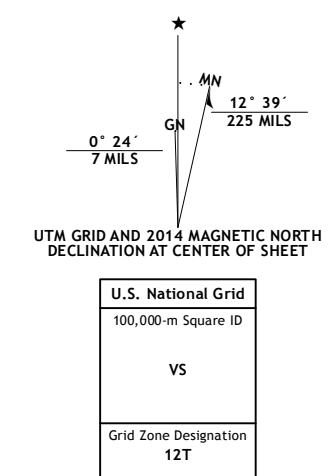 MN
GN
12° 39´
225 MILS
0° 24´
7 MILS
UTM GRID AND 2014 MAGNETIC NORTH
DECLINATION AT CENTER OF SHEET
U.S. National Grid
100,000-m Square ID
VS
Grid Zone Designation
12T